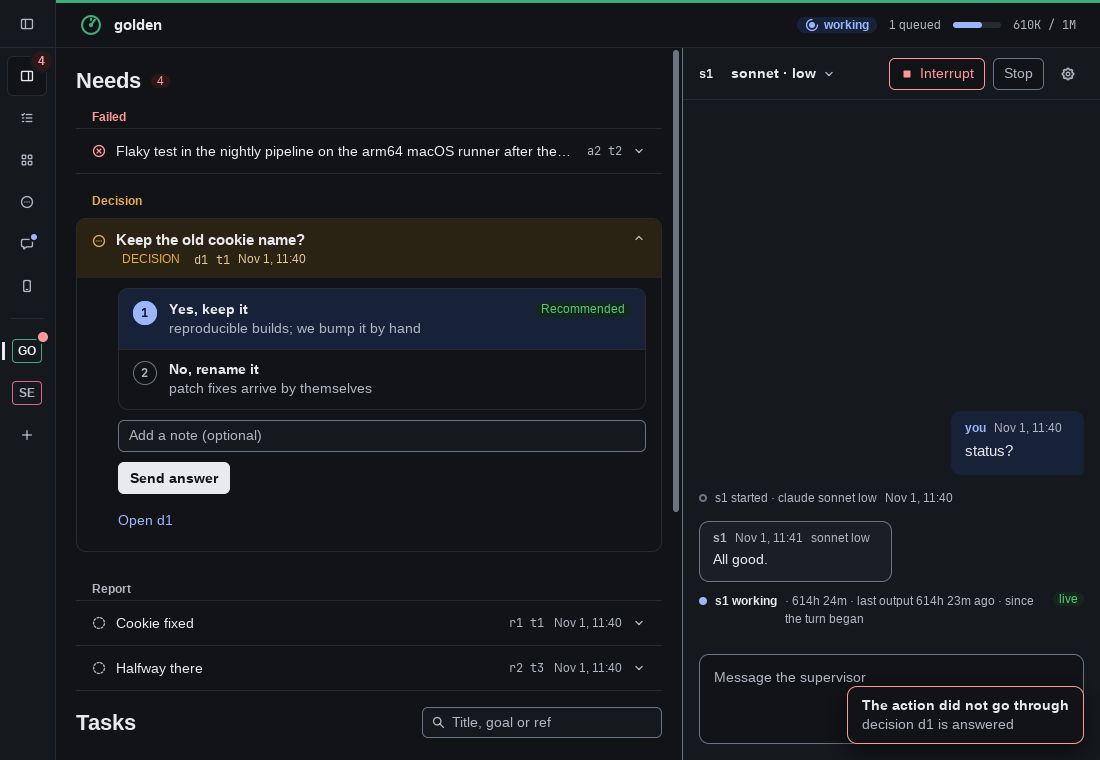 golden
working
1 queued
610K / 1M
4
GO
SE
Needs 4
Failed
Flaky test in the nightly pipeline on the arm64 macOS runner after the… a2 t2
Decision
Keep the old cookie name?
DECISION d1 t1 Nov 1, 11:40
1 Yes, keep it Recommended
reproducible builds; we bump it by hand
2 No, rename it
patch fixes arrive by themselves
Add a note (optional)
Send answer
Open d1
Report
Cookie fixed r1 t1 Nov 1, 11:40
Halfway there r2 t3 Nov 1, 11:40
Tasks
Title, goal or ref
s1 sonnet · low
Interrupt
Stop
you Nov 1, 11:40
status?
s1 started · claude sonnet low Nov 1, 11:40
s1 Nov 1, 11:41 sonnet low
All good.
s1 working · 614h 24m · last output 614h 23m ago · since live
the turn began
Message the supervisor
The action did not go through
decision d1 is answered